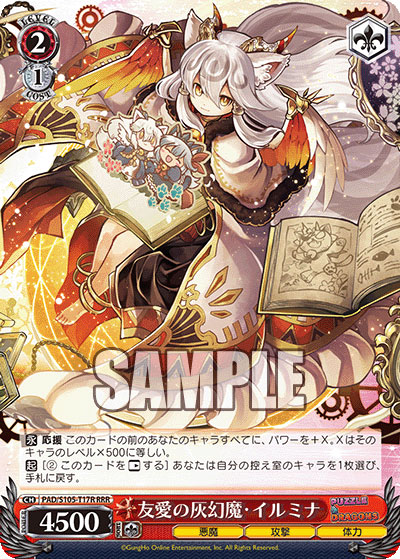 LEVEL
2
1
COST
SAMPLE
永 応援 このカードの前のあなたのキャラすべてに、パワーを+X。Xはそ
のキャラのレベル×500に等しい。
起 [② このカードをする] あなたは自分の控え室のキャラを1枚選び、
手札に戻す。
CH PAD/S105-T17R RRR
友愛の灰幻魔・イルミナ
4500
悪魔 攻撃 体力
©GungHo Online Entertainment, Inc. All Rights Reserved.